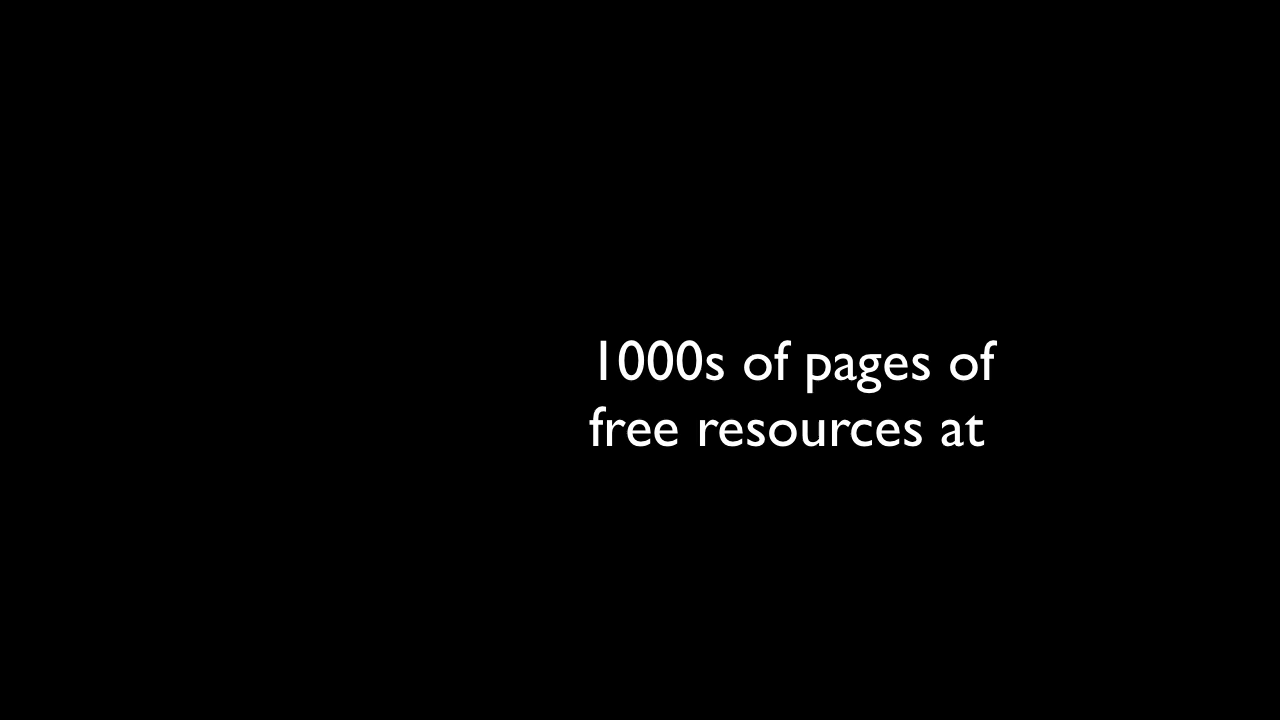 1000s of pages of
free resources at